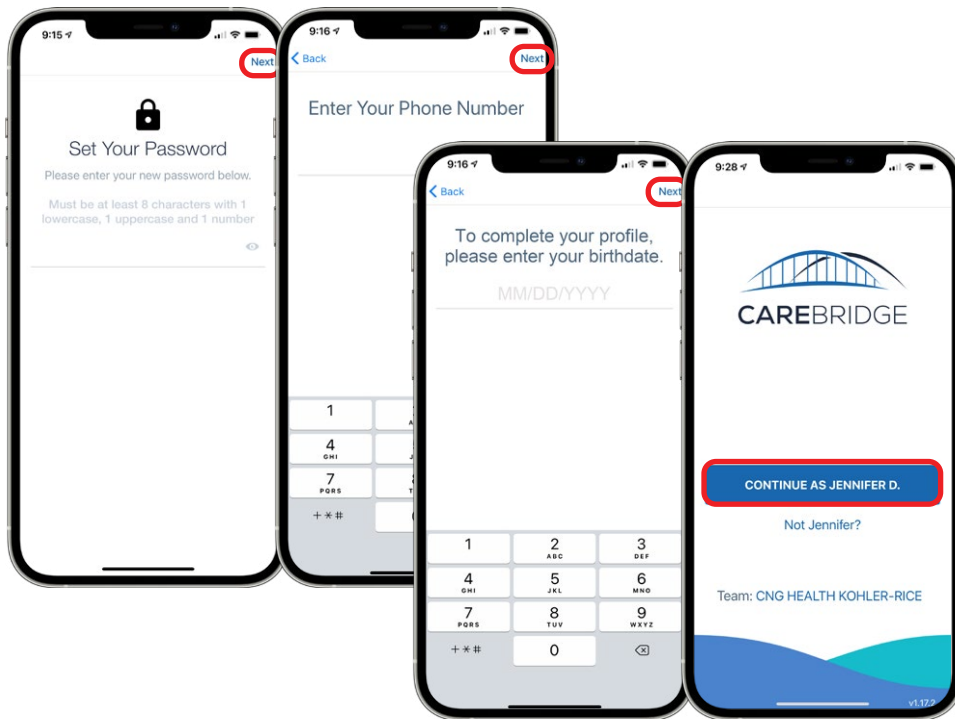 9:15
Next
Set Your Password
Please enter your new password below.
Must be at least 8 characters with 1
lowercase, 1 uppercase and 1 number
9:16
Back
Next
Enter Your Phone Number
1
4
GHI
7
PQRS
+*#
9:16
Back
Next
To complete your profile,
please enter your birthdate.
MM/DD/YYYY
1
2
ABC
3
DEF
4
GHI
5
JKL
6
MNO
7
PQRS
8
TUV
9
WXYZ
+*#
0
9:28
CAREBRIDGE
CONTINUE AS JENNIFER D.
Not Jennifer?
Team: CNG HEALTH KOHLER-RICE
v1.17.2